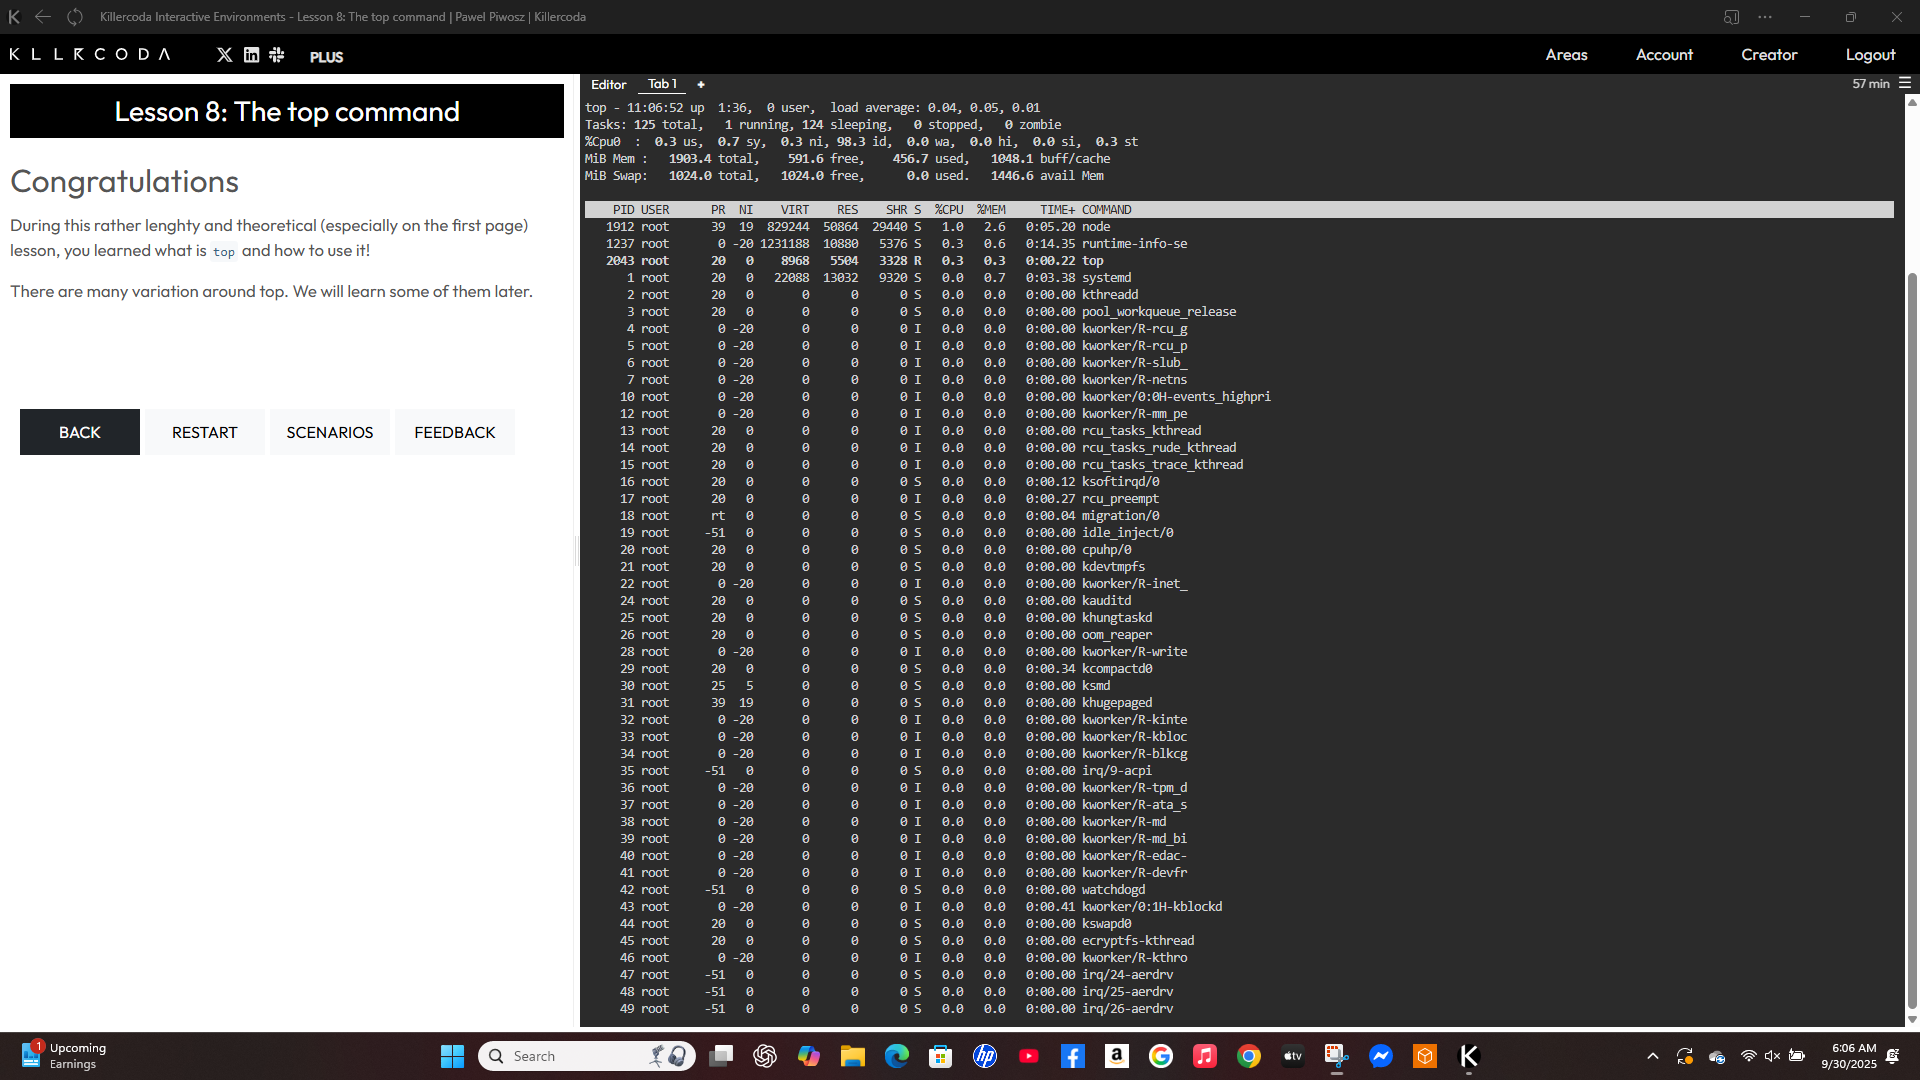 Killercoda Interactive Environments - Lesson 8: The top command | Pawel Piwosz | Killercoda
KLLRCODA
PLUS
Areas Account Creator Logout
Lesson 8: The top command
Congratulations
During this rather lenghty and theoretical (especially on the first page)
lesson, you learned what is top and how to use it!
There are many variation around top. We will learn some of them later.
BACK RESTART SCENARIOS FEEDBACK
Editor Tab 1 +
57 min
top - 11:06:52 up  1:36,  0 user,  load average: 0.04, 0.05, 0.01
Tasks: 125 total,   1 running, 124 sleeping,   0 stopped,   0 zombie
%Cpu0  :  0.3 us,  0.7 sy,  0.3 ni, 98.3 id,  0.0 wa,  0.0 hi,  0.0 si,  0.3 st
MiB Mem :   1903.4 total,    591.6 free,    456.7 used,   1048.1 buff/cache
MiB Swap:   1024.0 total,   1024.0 free,      0.0 used.   1446.6 avail Mem
PID USER PR NI VIRT RES SHR S %CPU %MEM TIME+ COMMAND
1912 root 39 19 829244 50864 29440 S 1.0 2.6 0:05.20 node
1237 root 0 -20 1231188 10880 5376 S 0.3 0.6 0:14.35 runtime-info-se
2043 root 20 0 8968 5504 3328 R 0.3 0.3 0:00.22 top
1 root 20 0 22088 13032 9320 S 0.0 0.7 0:03.38 systemd
2 root 20 0 0 0 0 S 0.0 0.0 0:00.00 kthreadd
3 root 20 0 0 0 0 S 0.0 0.0 0:00.00 pool_workqueue_release
4 root 0 -20 0 0 0 I 0.0 0.0 0:00.00 kworker/R-rcu_g
5 root 0 -20 0 0 0 I 0.0 0.0 0:00.00 kworker/R-rcu_p
6 root 0 -20 0 0 0 I 0.0 0.0 0:00.00 kworker/R-slub_
7 root 0 -20 0 0 0 I 0.0 0.0 0:00.00 kworker/R-netns
10 root 0 -20 0 0 0 I 0.0 0.0 0:00.00 kworker/0:0H-events_highpri
12 root 0 -20 0 0 0 I 0.0 0.0 0:00.00 kworker/R-mm_pe
13 root 20 0 0 0 0 I 0.0 0.0 0:00.00 rcu_tasks_kthread
14 root 20 0 0 0 0 I 0.0 0.0 0:00.00 rcu_tasks_rude_kthread
15 root 20 0 0 0 0 I 0.0 0.0 0:00.00 rcu_tasks_trace_kthread
16 root 20 0 0 0 0 S 0.0 0.0 0:00.12 ksoftirqd/0
17 root 20 0 0 0 0 I 0.0 0.0 0:00.27 rcu_preempt
18 root rt 0 0 0 0 S 0.0 0.0 0:00.04 migration/0
19 root -51 0 0 0 0 S 0.0 0.0 0:00.00 idle_inject/0
20 root 20 0 0 0 0 S 0.0 0.0 0:00.00 cpuhp/0
21 root 20 0 0 0 0 S 0.0 0.0 0:00.00 kdevtmpfs
22 root 0 -20 0 0 0 I 0.0 0.0 0:00.00 kworker/R-inet_
24 root 20 0 0 0 0 S 0.0 0.0 0:00.00 kauditd
25 root 20 0 0 0 0 S 0.0 0.0 0:00.00 khungtaskd
26 root 20 0 0 0 0 S 0.0 0.0 0:00.00 oom_reaper
28 root 0 -20 0 0 0 I 0.0 0.0 0:00.00 kworker/R-write
29 root 20 0 0 0 0 S 0.0 0.0 0:00.34 kcompactd0
30 root 25 5 0 0 0 S 0.0 0.0 0:00.00 ksmd
31 root 39 19 0 0 0 S 0.0 0.0 0:00.00 khugepaged
32 root 0 -20 0 0 0 I 0.0 0.0 0:00.00 kworker/R-kinte
33 root 0 -20 0 0 0 I 0.0 0.0 0:00.00 kworker/R-kbloc
34 root 0 -20 0 0 0 I 0.0 0.0 0:00.00 kworker/R-blkcg
35 root -51 0 0 0 0 S 0.0 0.0 0:00.00 irq/9-acpi
36 root 0 -20 0 0 0 I 0.0 0.0 0:00.00 kworker/R-tpm_d
37 root 0 -20 0 0 0 I 0.0 0.0 0:00.00 kworker/R-ata_s
38 root 0 -20 0 0 0 I 0.0 0.0 0:00.00 kworker/R-md
39 root 0 -20 0 0 0 I 0.0 0.0 0:00.00 kworker/R-md_bi
40 root 0 -20 0 0 0 I 0.0 0.0 0:00.00 kworker/R-edac-
41 root 0 -20 0 0 0 I 0.0 0.0 0:00.00 kworker/R-devfr
42 root -51 0 0 0 0 S 0.0 0.0 0:00.00 watchdogd
43 root 0 -20 0 0 0 I 0.0 0.0 0:00.41 kworker/0:1H-kblockd
44 root 20 0 0 0 0 S 0.0 0.0 0:00.00 kswapd0
45 root 20 0 0 0 0 S 0.0 0.0 0:00.00 ecryptfs-kthread
46 root 0 -20 0 0 0 I 0.0 0.0 0:00.00 kworker/R-kthro
47 root -51 0 0 0 0 S 0.0 0.0 0:00.00 irq/24-aerdrv
48 root -51 0 0 0 0 S 0.0 0.0 0:00.00 irq/25-aerdrv
49 root -51 0 0 0 0 S 0.0 0.0 0:00.00 irq/26-aerdrv
1
Upcoming
Earnings
Search
hp
tv
6:06 AM
9/30/2025